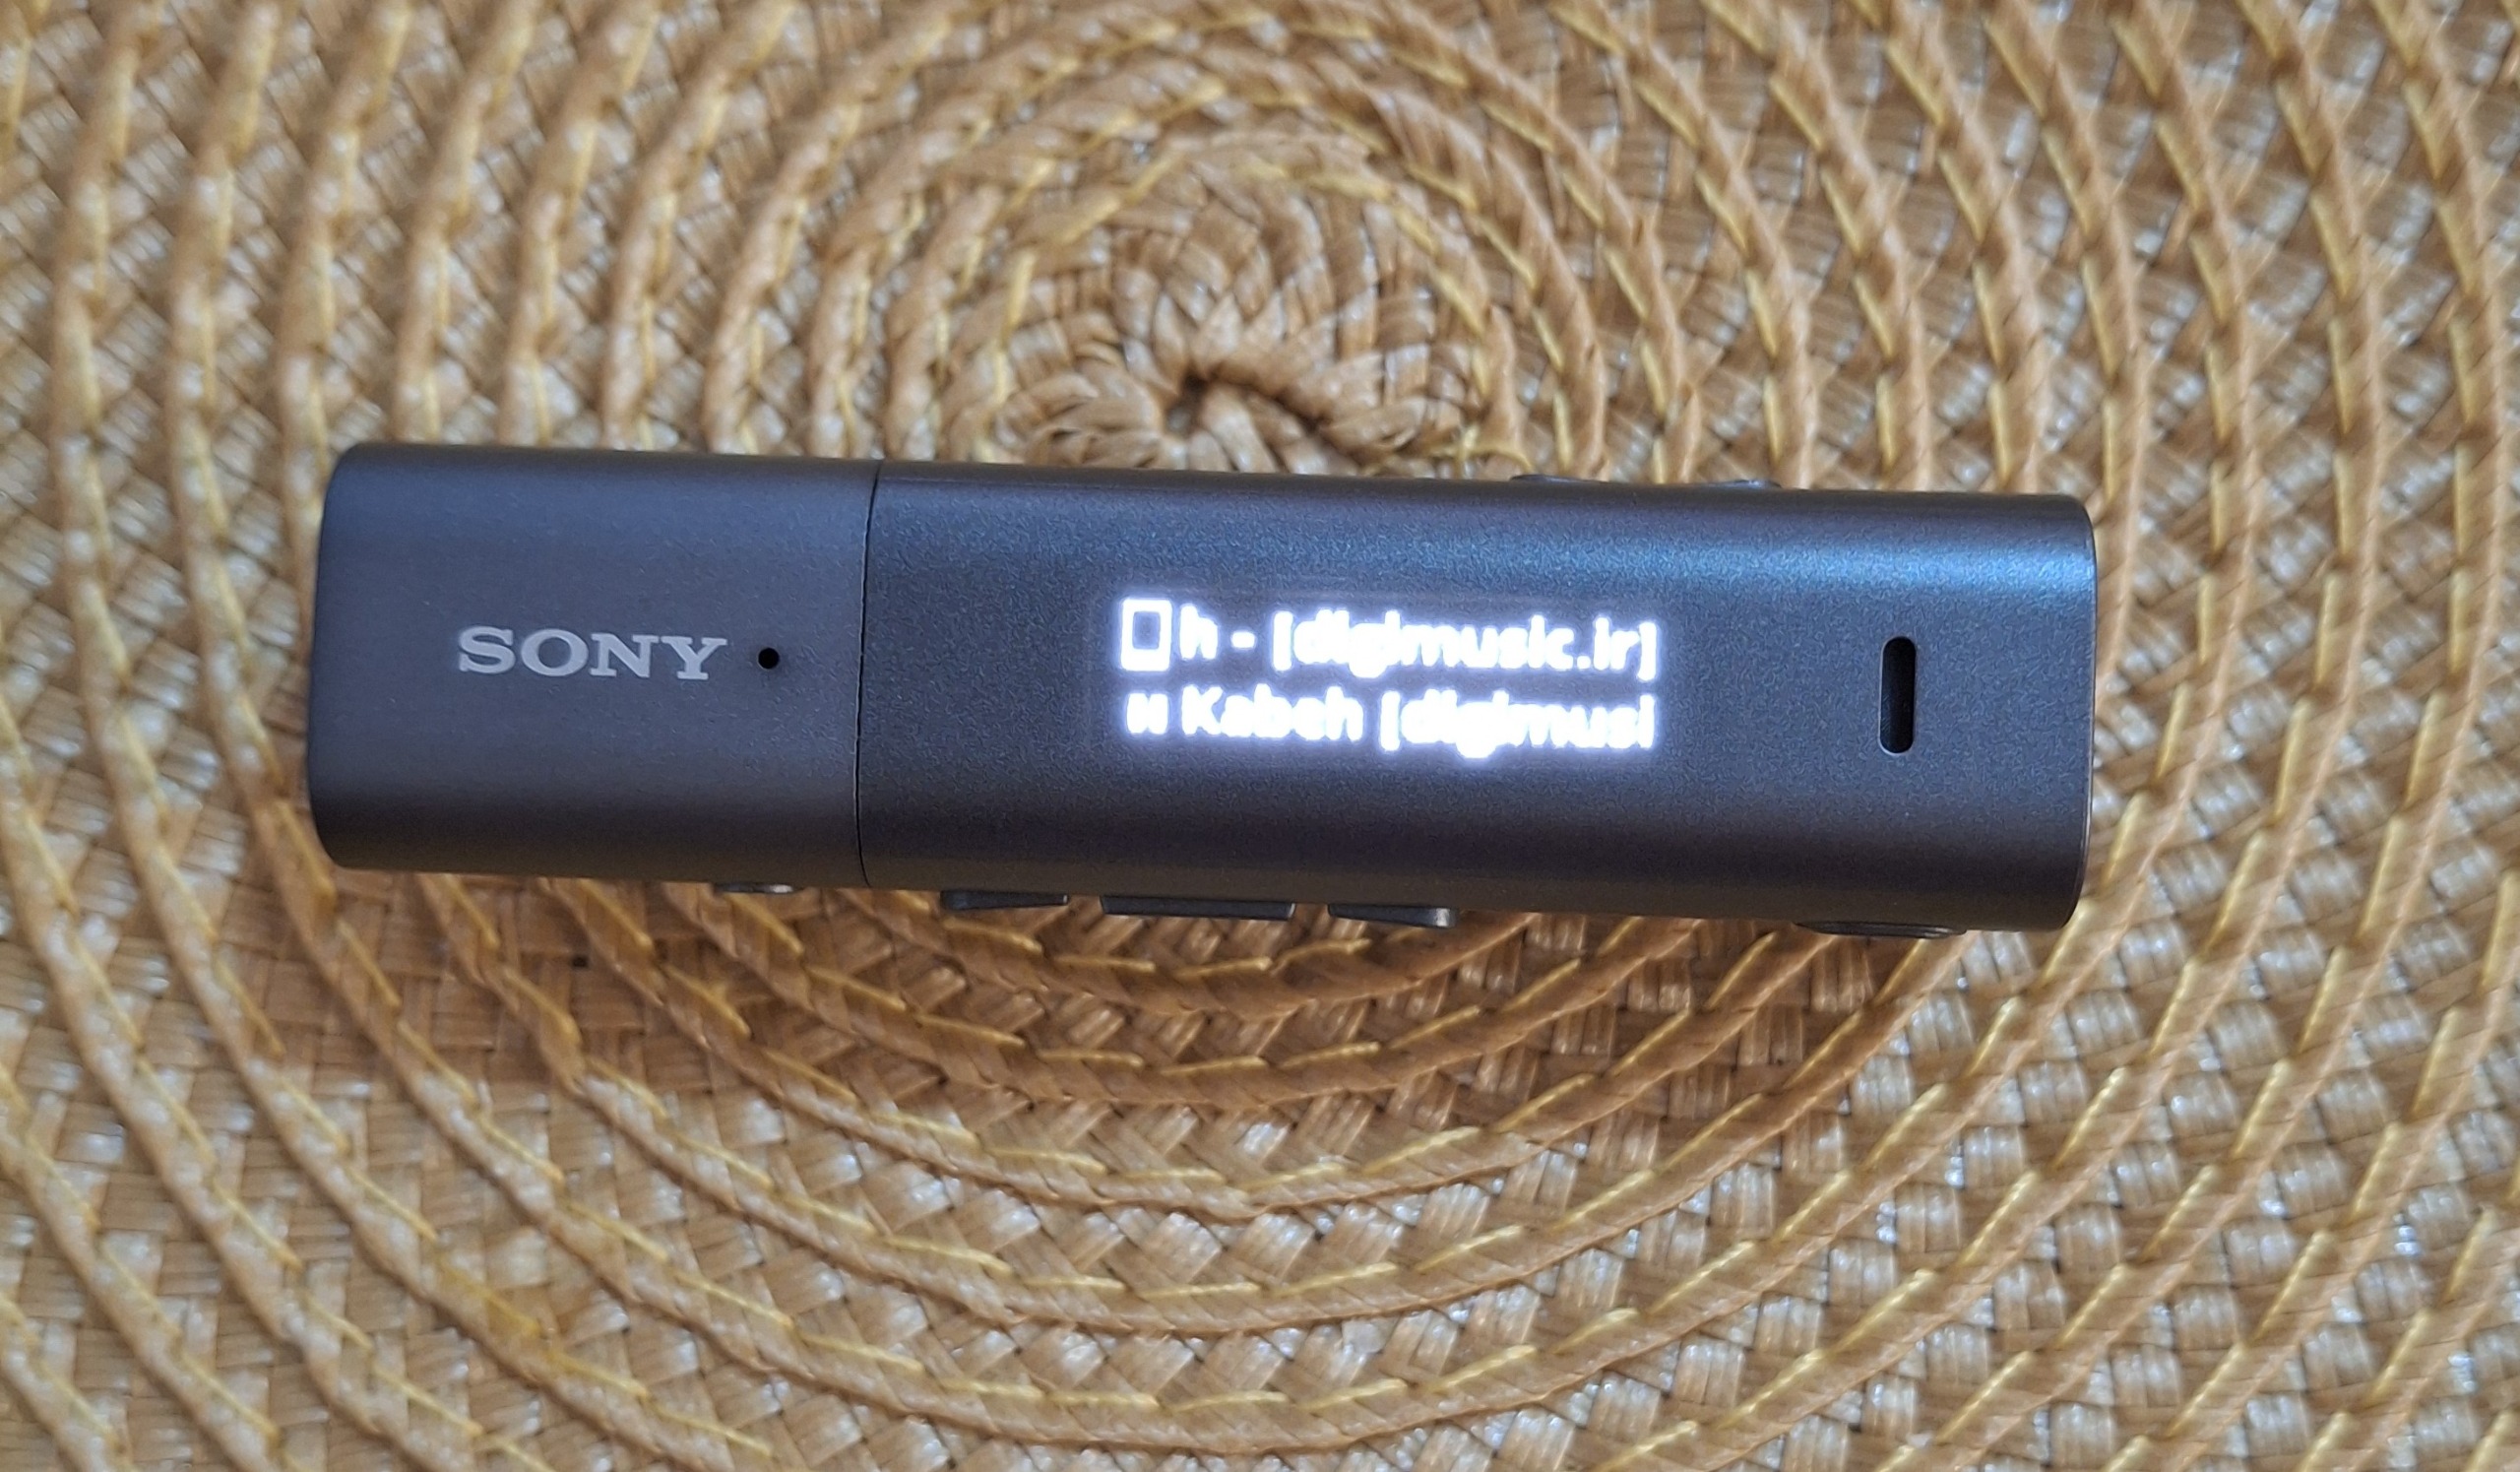 SONY
h - [digimusic.ir]
Kabeh [digimusi